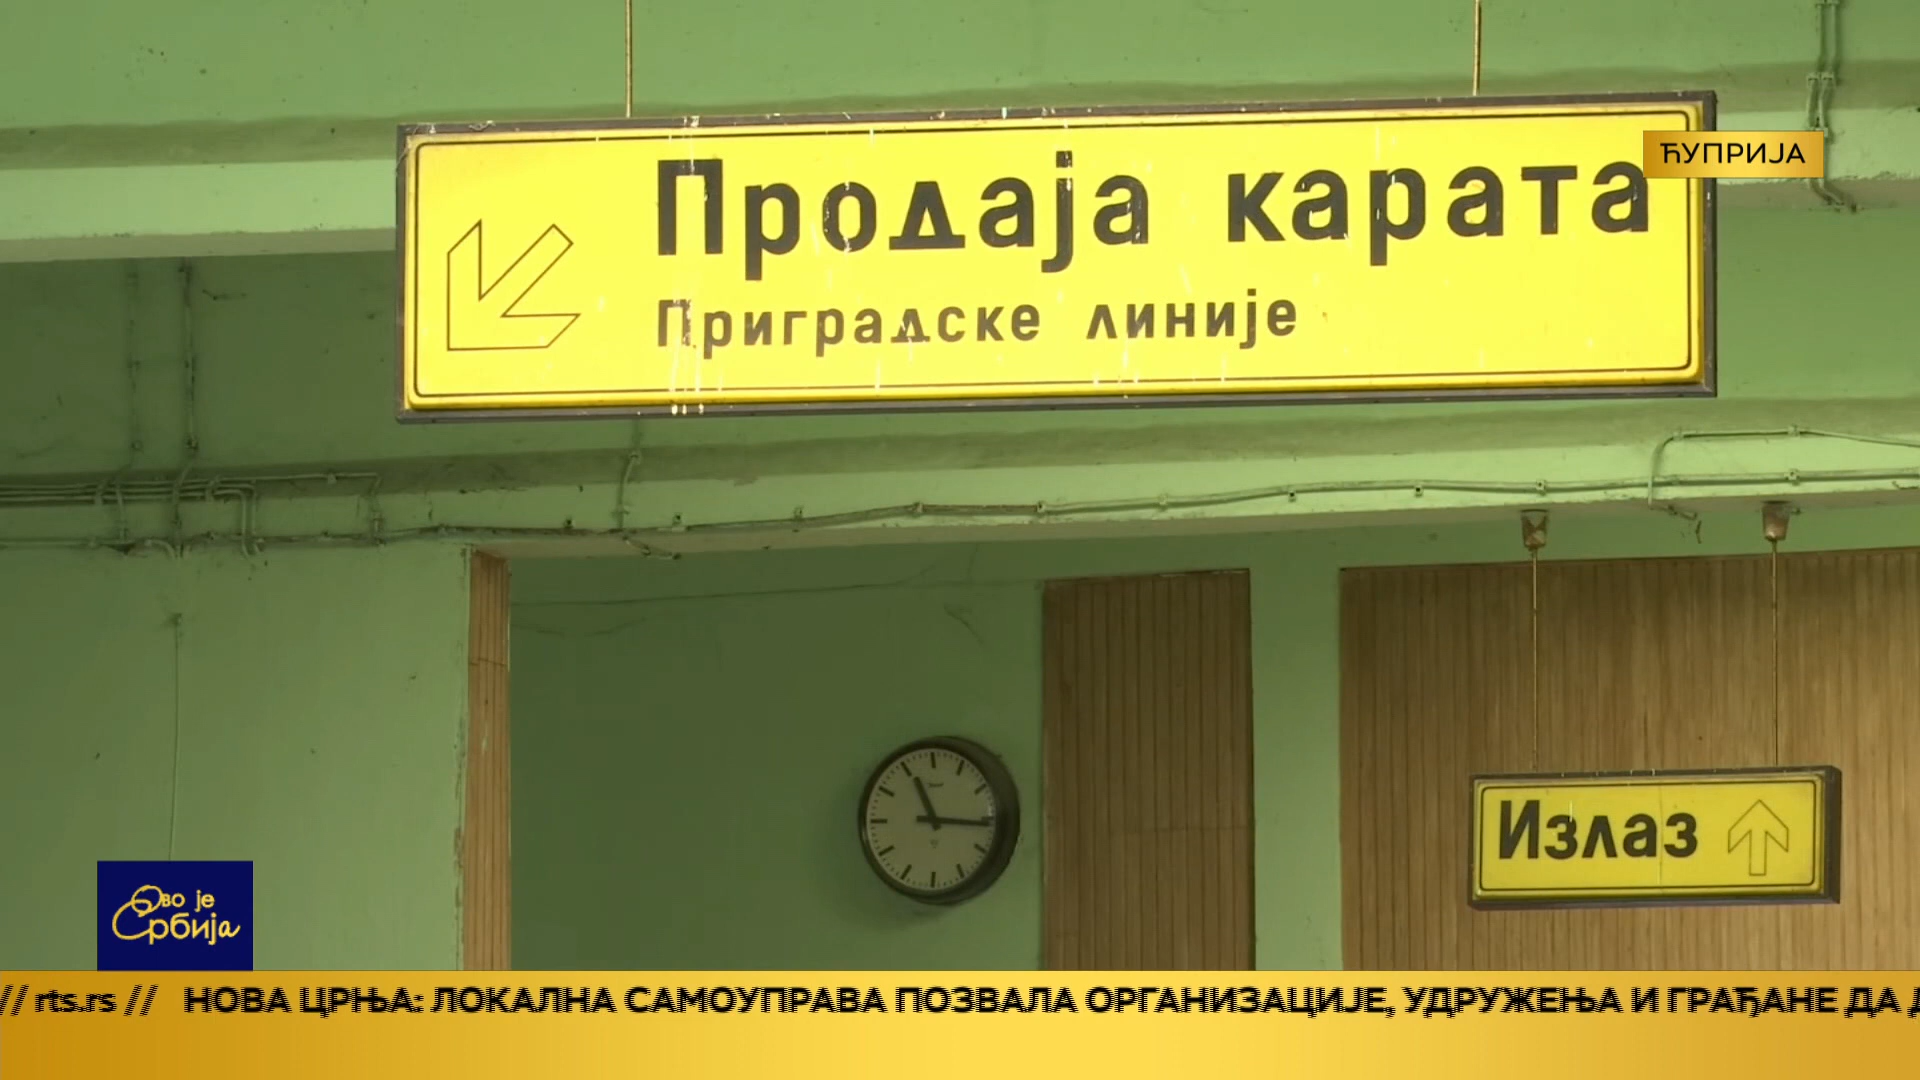 Продаја карата
ЋУПРИЈА
Приградске линије
Излаз
Ово је
Србија
// rts.rs // НОВА ЦРЊА: ЛОКАЛНА САМОУПРАВА ПОЗВАЛА ОРГАНИЗАЦИЈЕ, УДРУЖЕЊА И ГРАЂАНЕ ДА